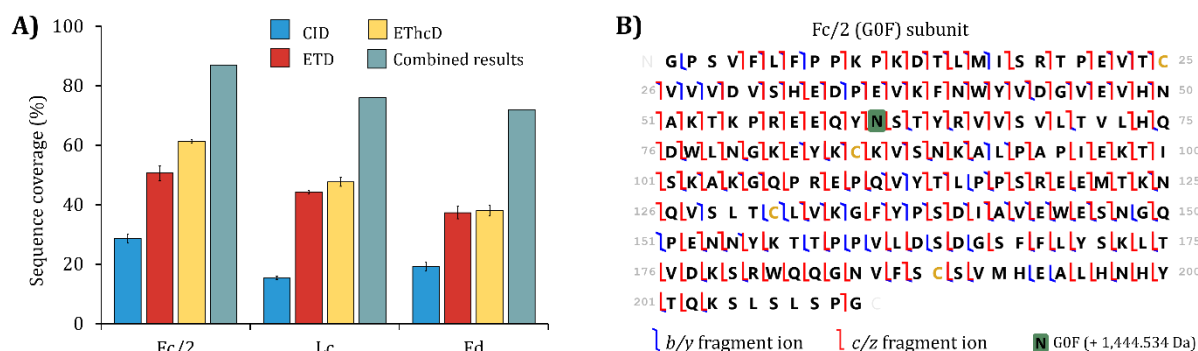 A)
100
80
60
40
20
0
Sequence coverage (%)
CID
ETD
EThcD
Combined results
Fc/2
Lc
Fd
B)
Fc/2 (G0F) subunit
N G P S V F L F P P K P K D T L M I S R T P E V T C 25
26 V V V D V S H E D P E V K F N W Y V D G V E V H N 50
51 A K T K P R E E Q Y N S T Y R V V S V L T V L H Q 75
76 D W L N G K E Y K C K V S N K A L P A P I E K T I 100
101 S K A K G Q P R E P Q V Y T L P P S R E E M T K N 125
126 Q V S L T C L V K G F Y P S D I A V E W E S N G Q 150
151 P E N N Y K T T P P V L D S D G S F F L Y S K L T 175
176 V D K S R W Q Q G N V F S C S V M H E A L H N H Y 200
201 T Q K S L S L S P G C
b/y fragment ion
c/z fragment ion
N G0F (+ 1,444.534 Da)